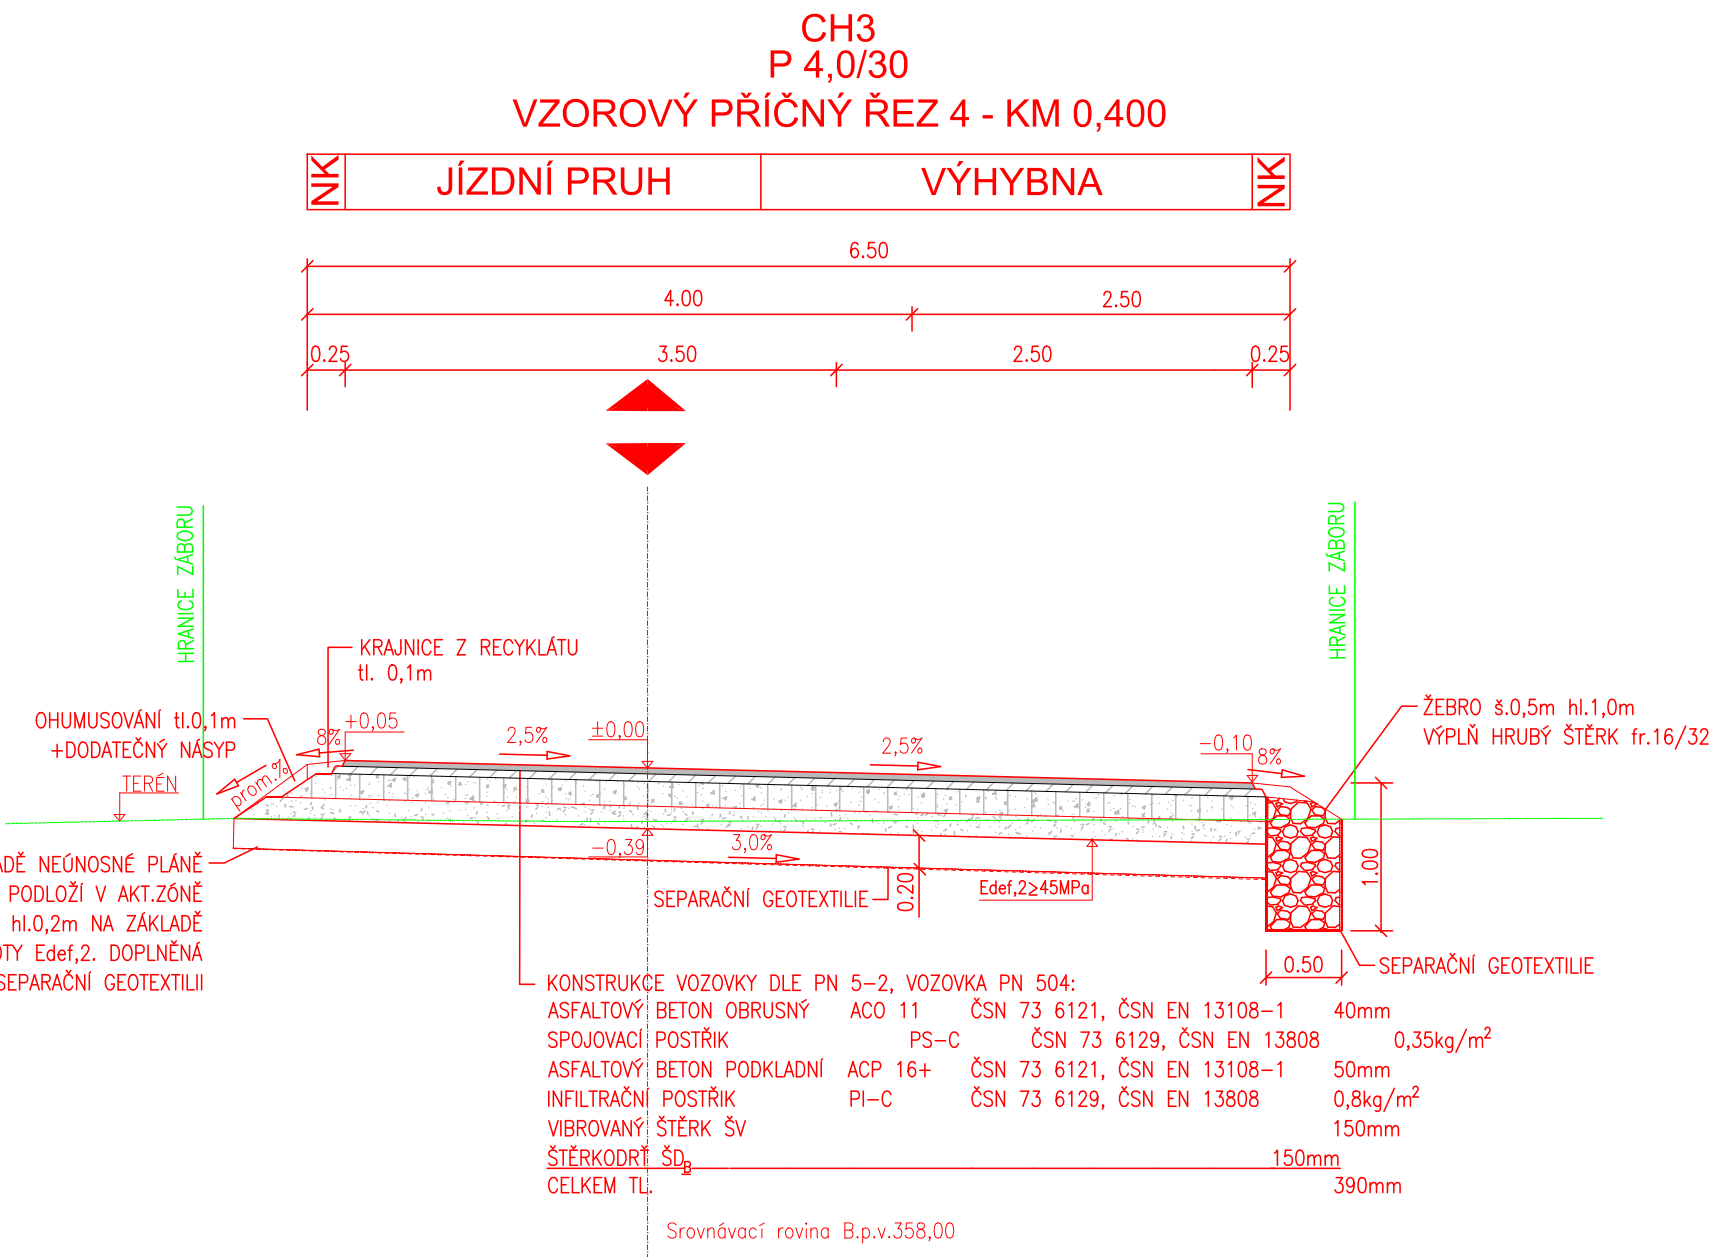 CH3
P 4,0/30
VZOROVÝ PŘÍČNÝ ŘEZ 4 - KM 0,400
NK JÍZDNÍ PRUH VÝHYBNA NK
6.50
4.00 2.50
0.25 3.50 2.50 0.25
HRANICE ZÁBORU
HRANICE ZÁBORU
KRAJNICE Z RECYKLÁTU
tl. 0,1m
OHUMUSOVÁNÍ tl.0,1m
+DODATEČNÝ NÁSYP
TERÉN
prom.%
8%
+0,05
2,5%
±0,00
2,5%
-0,10
8%
ŽEBRO š.0,5m hl.1,0m
VÝPLŇ HRUBÝ ŠTĚRK fr.16/32
-0,39
3,0%
ADĚ NEÚNOSNÉ PLÁNĚ
PODLOŽÍ V AKT.ZÓNĚ
hl.0,2m NA ZÁKLADĚ
OTY Edef,2. DOPLNĚNÁ
SEPARAČNÍ GEOTEXTILII
SEPARAČNÍ GEOTEXTILIE
0.20
Edef,2≥45MPa
1.00
0.50
SEPARAČNÍ GEOTEXTILIE
KONSTRUKCE VOZOVKY DLE PN 5-2, VOZOVKA PN 504:
ASFALTOVÝ BETON OBRUSNÝ ACO 11 ČSN 73 6121, ČSN EN 13108-1 40mm
SPOJOVACÍ POSTŘIK PS-C ČSN 73 6129, ČSN EN 13808 0,35kg/m²
ASFALTOVÝ BETON PODKLADNÍ ACP 16+ ČSN 73 6121, ČSN EN 13108-1 50mm
INFILTRAČNÍ POSTŘIK PI-C ČSN 73 6129, ČSN EN 13808 0,8kg/m²
VIBROVANÝ ŠTĚRK ŠV 150mm
ŠTĚRKODRŤ ŠDB 150mm
CELKEM TL. 390mm
Srovnávací rovina B.p.v.358,00